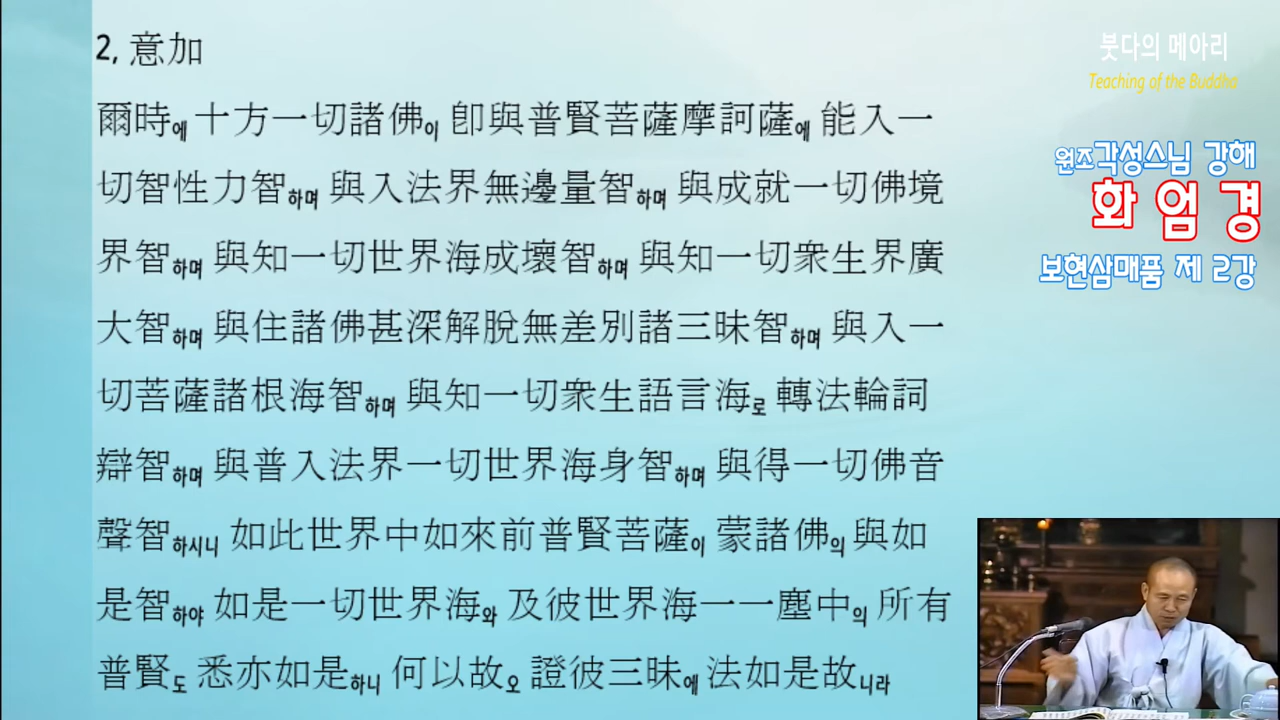 2, 意加
爾時에 十方一切諸佛이 卽與普賢菩薩摩訶薩에 能入一
切智性力智하며 與入法界無邊量智하며 與成就一切佛境
界智하며 與知一切世界海成壞智하며 與知一切衆生界廣
大智하며 與住諸佛甚深解脫無差別諸三昧智하며 與入一
切菩薩諸根海智하며 與知一切衆生語言海로 轉法輪詞
辯智하며 與普入法界一切世界海身智하며 與得一切佛音
聲智하시니 如此世界中如來前普賢菩薩이 蒙諸佛의 與如
是智하야 如是一切世界海와 及彼世界海一一塵中의 所有
普賢도 悉亦如是하니 何以故오 證彼三昧에 法如是故니라
붓다의 메아리
Teaching of the Buddha
원조각성스님 강해
화엄경
보현삼매품 제 2강